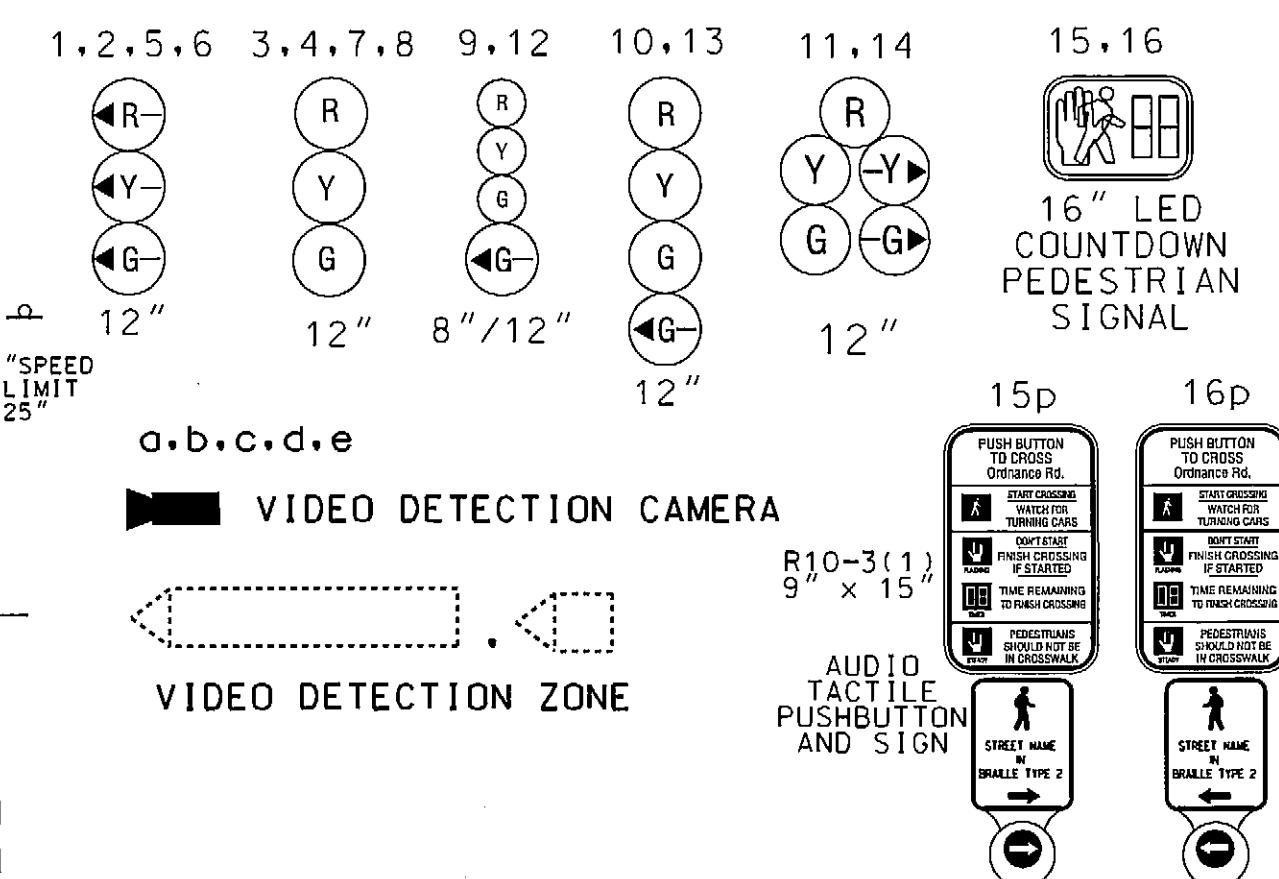 1,2,5,6
3,4,7,8
9,12
10,13
11,14
15,16
R
Y
G
12"
R
Y
G
12"
R
Y
G
G
8"/12"
R
Y
G
G
12"
R
Y
Y
G
G
12"
16" LED
COUNTDOWN
PEDESTRIAN
SIGNAL
"SPEED
LIMIT
25"
a,b,c,d,e
VIDEO DETECTION CAMERA
VIDEO DETECTION ZONE
R10-3(1)
9" x 15"
AUDIO
TACTILE
PUSHBUTTON
AND SIGN
15p
PUSH BUTTON
TO CROSS
Ordnance Rd.
START CROSSING
WATCH FOR
TURNING CARS
DON'T START
FINISH CROSSING
IF STARTED
FLASHING
TIME REMAINING
TO FINISH CROSSING
TIMER
PEDESTRIANS
SHOULD NOT BE
IN CROSSWALK
STEADY
STREET NAME
IN
BRAILLE TYPE 2
16p
PUSH BUTTON
TO CROSS
Ordnance Rd.
START CROSSING
WATCH FOR
TURNING CARS
DON'T START
FINISH CROSSING
IF STARTED
FLASHING
TIME REMAINING
TO FINISH CROSSING
TIMER
PEDESTRIANS
SHOULD NOT BE
IN CROSSWALK
STEADY
STREET NAME
IN
BRAILLE TYPE 2